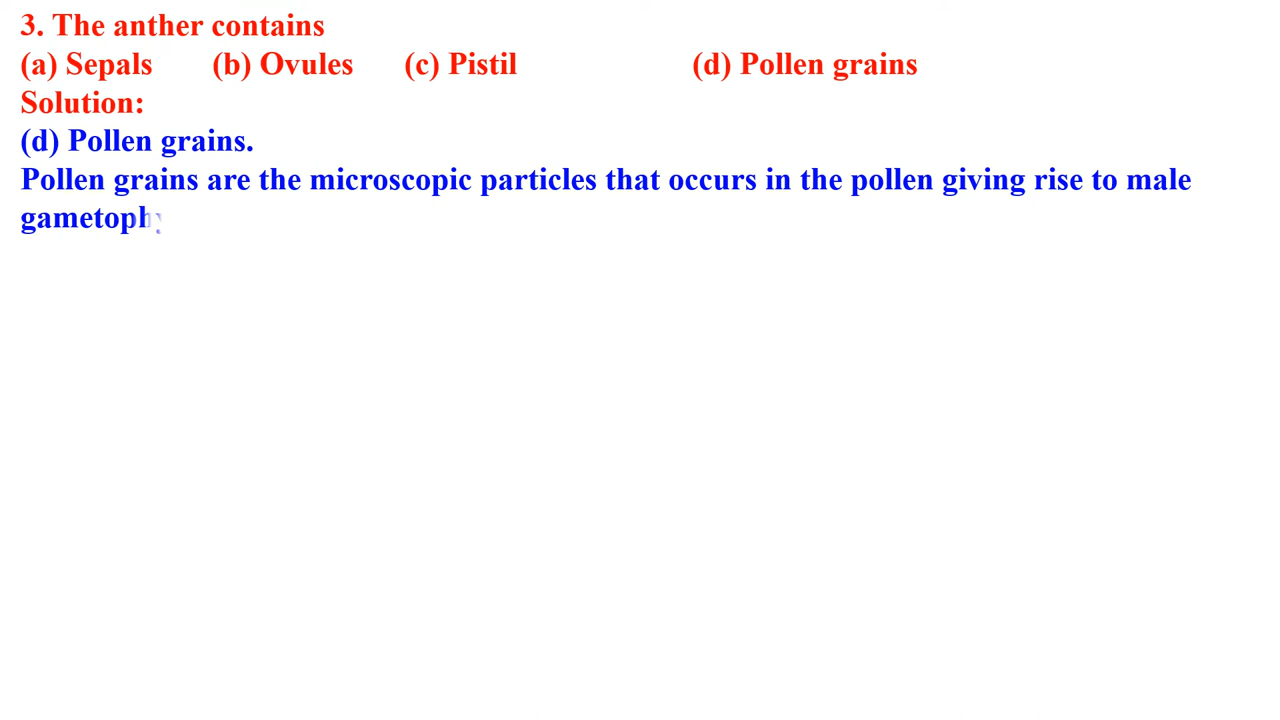 3. The anther contains
(a) Sepals (b) Ovules (c) Pistil (d) Pollen grains
Solution:
(d) Pollen grains.
Pollen grains are the microscopic particles that occurs in the pollen giving rise to male
gametophy